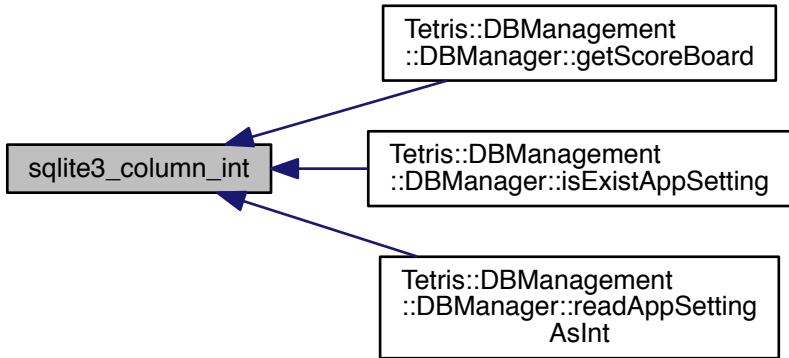 Tetris::DBManagement
::DBManager::getScoreBoard
sqlite3_column_int
Tetris::DBManagement
::DBManager::isExistAppSetting
Tetris::DBManagement
::DBManager::readAppSetting
AsInt